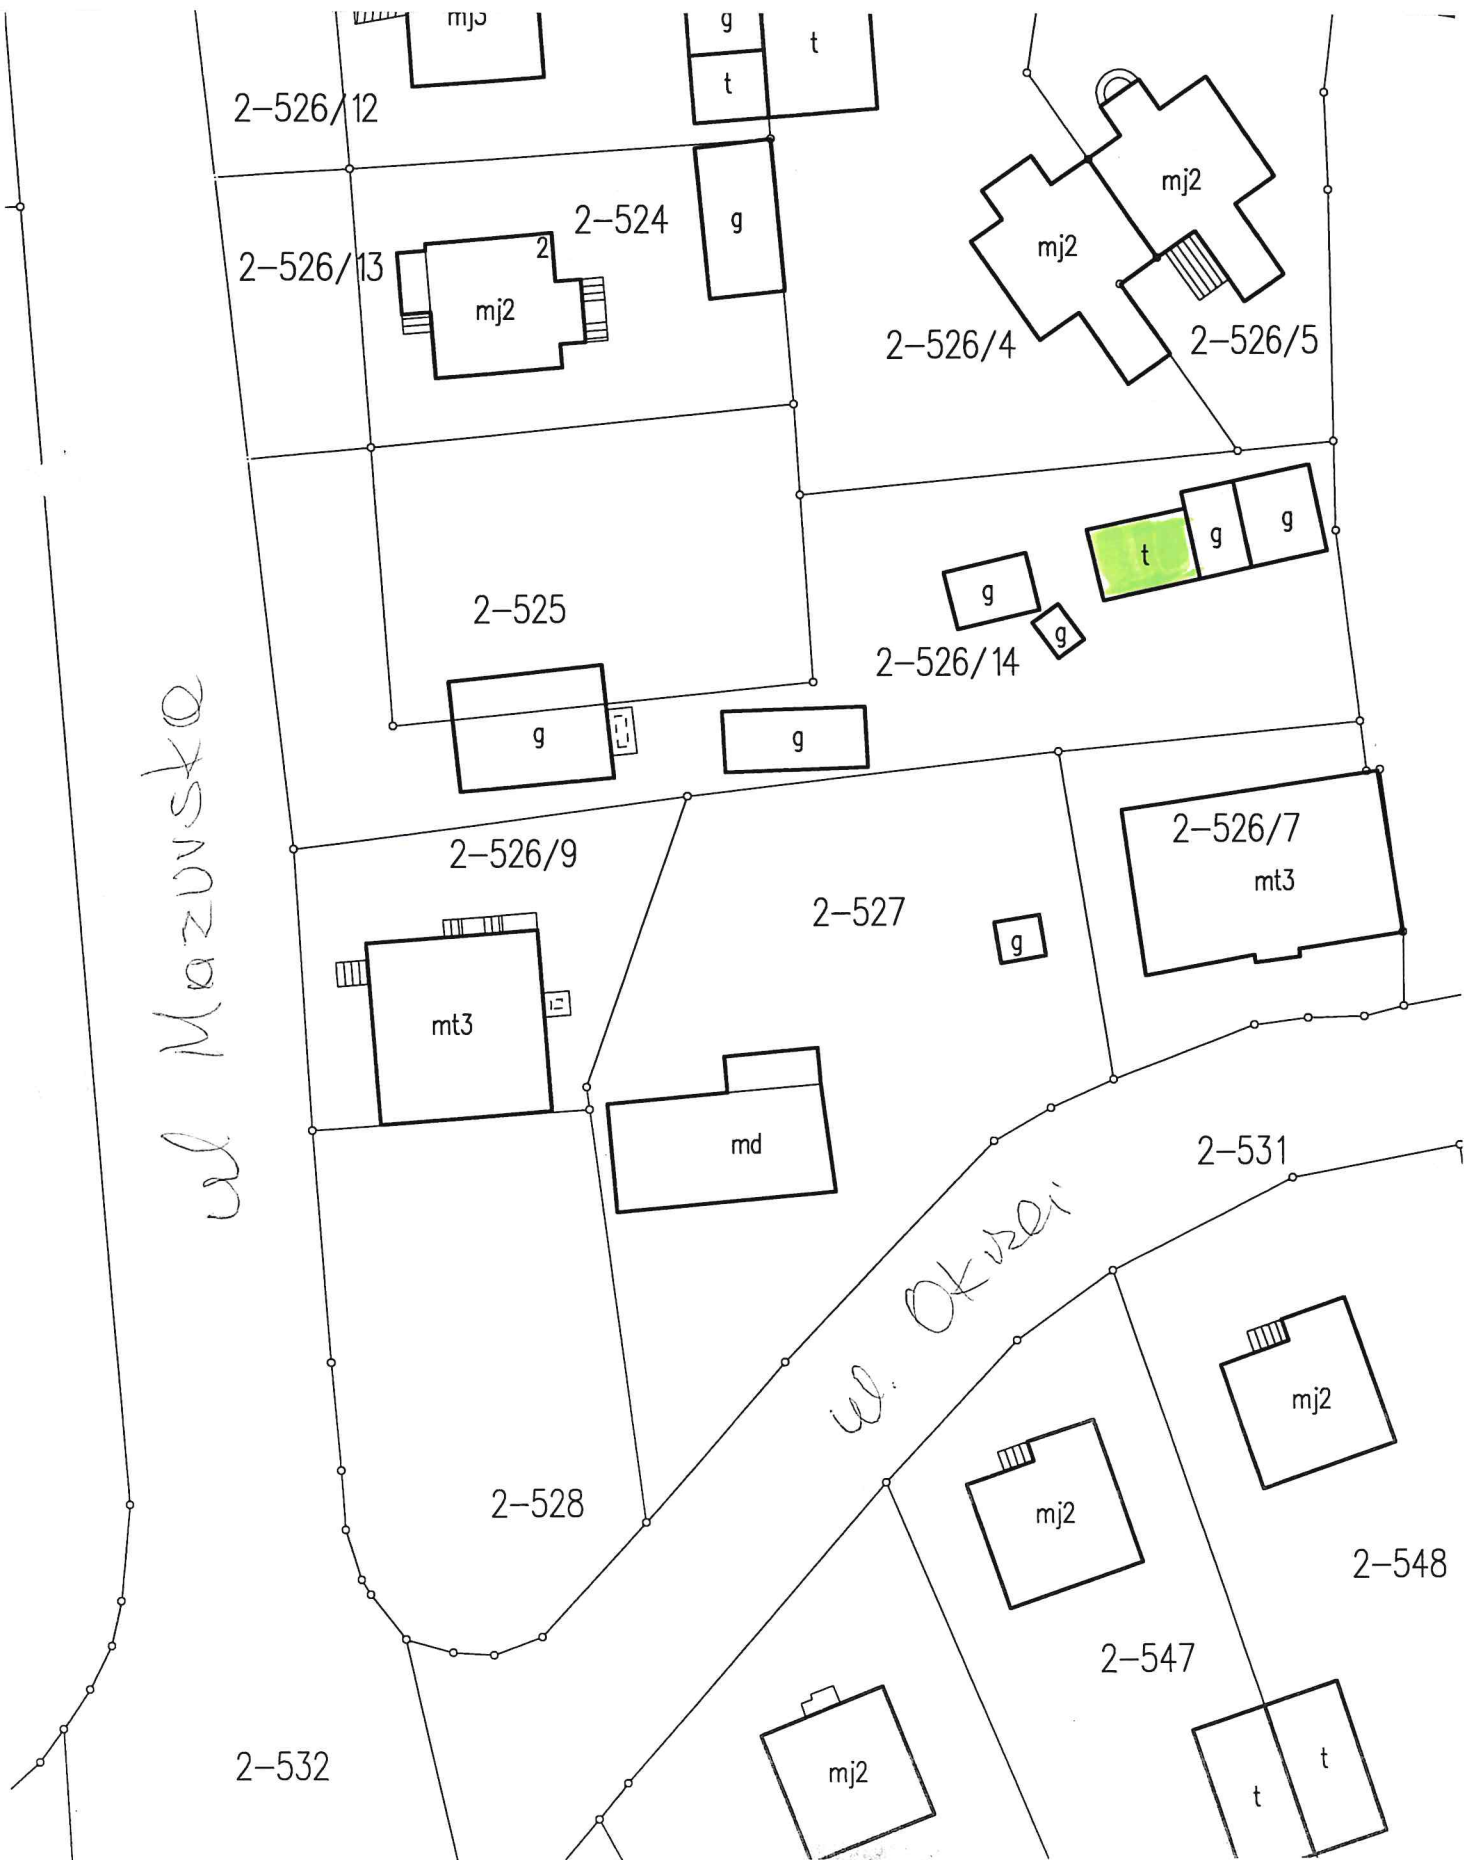 mj3
g
t
t
2-526/12
mj2
2-524
g
mj2
2-526/13
2
mj2
2-526/4
2-526/5
g
g
t
g
2-525
g
2-526/14
g
g
2-526/9
2-526/7
mt3
2-527
g
mt3
ul Mazurska
md
2-531
ul. Okrzei
mj2
2-528
mj2
2-548
2-547
2-532
mj2
t
t